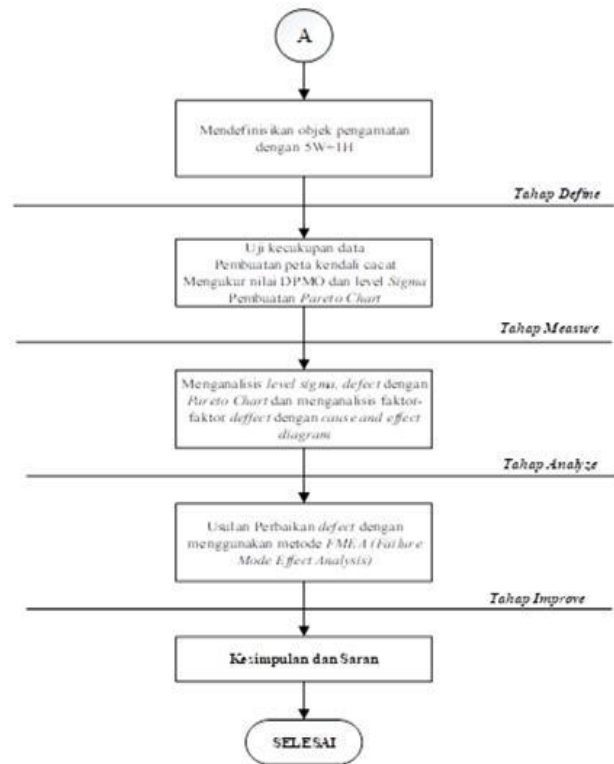 A
Mendefinisikan objek pengamatan
dengan 5W+1H
Tahap Define
Uji kecukupan data
Pembuatan peta kendali cacat
Mengukur nilai DPMO dan level Sigma
Pembuatan Pareto Chart
Tahap Measure
Menganalisis level sigma, defect dengan
Pareto Chart dan menganalisis faktor-
faktor deffect dengan cause and effect
diagram
Tahap Analyze
Usulan Perbaikan defect dengan
menggunakan metode FMEA (Failure
Mode Effect Analysis)
Tahap Improve
Kesimpulan dan Saran
SELESAI